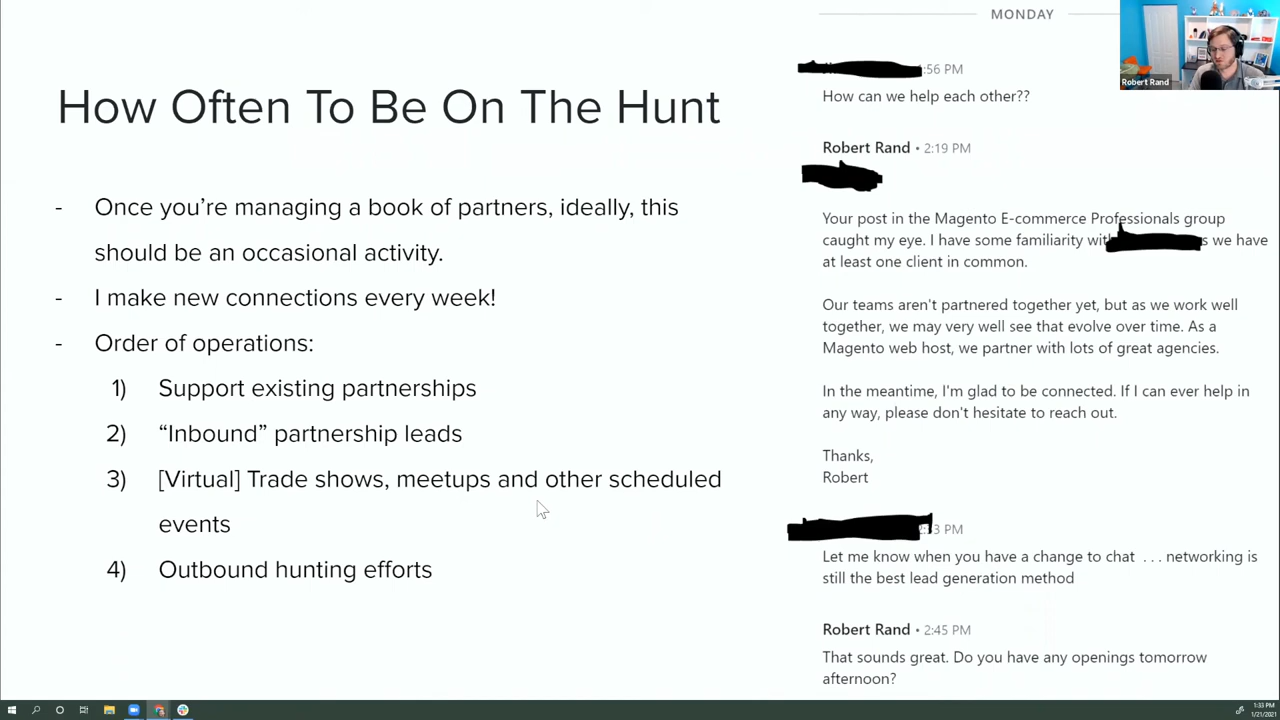 How Often To Be On The Hunt
- Once you're managing a book of partners, ideally, this
should be an occasional activity.
- I make new connections every week!
- Order of operations:
1) Support existing partnerships
2) “Inbound” partnership leads
3) [Virtual] Trade shows, meetups and other scheduled
events
4) Outbound hunting efforts
MONDAY
:56 PM
How can we help each other??
Robert Rand • 2:19 PM
Your post in the Magento E-commerce Professionals group
caught my eye. I have some familiarity with s we have
at least one client in common.
Our teams aren't partnered together yet, but as we work well
together, we may very well see that evolve over time. As a
Magento web host, we partner with lots of great agencies.
In the meantime, I'm glad to be connected. If I can ever help in
any way, please don't hesitate to reach out.
Thanks,
Robert
3 PM
Let me know when you have a change to chat . . . networking is
still the best lead generation method
Robert Rand • 2:45 PM
That sounds great. Do you have any openings tomorrow
afternoon?
Robert Rand
1:33 PM
1/21/2021